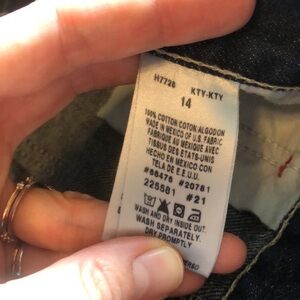 H7728 KTY-KTY
14
100% COTTON COTON ALGODON
MADE IN MEXICO OF U.S. FABRIC
FABRIQUE AU MEXIQUE AVEC
TISSUS DES ETATS-UNIS
HECHO EN MEXICO CON
TELA DE E.E.U.U.
#66476 #20781
225581 #21
WASH AND DRY INSIDE OUT.
WASH SEPARATELY.
DRY PROMPTLY